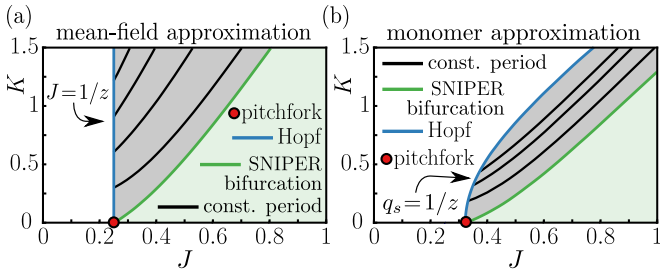 (a)
mean-field approximation
K
1.5
1
0.5
0
J=1/z
pitchfork
Hopf
SNIPER
bifurcation
const. period
0
0.2
0.4
0.6
0.8
1
J
(b)
monomer approximation
K
1.5
1
0.5
0
const. period
SNIPER
bifurcation
Hopf
pitchfork
q_s=1/z
0
0.2
0.4
0.6
0.8
1
J